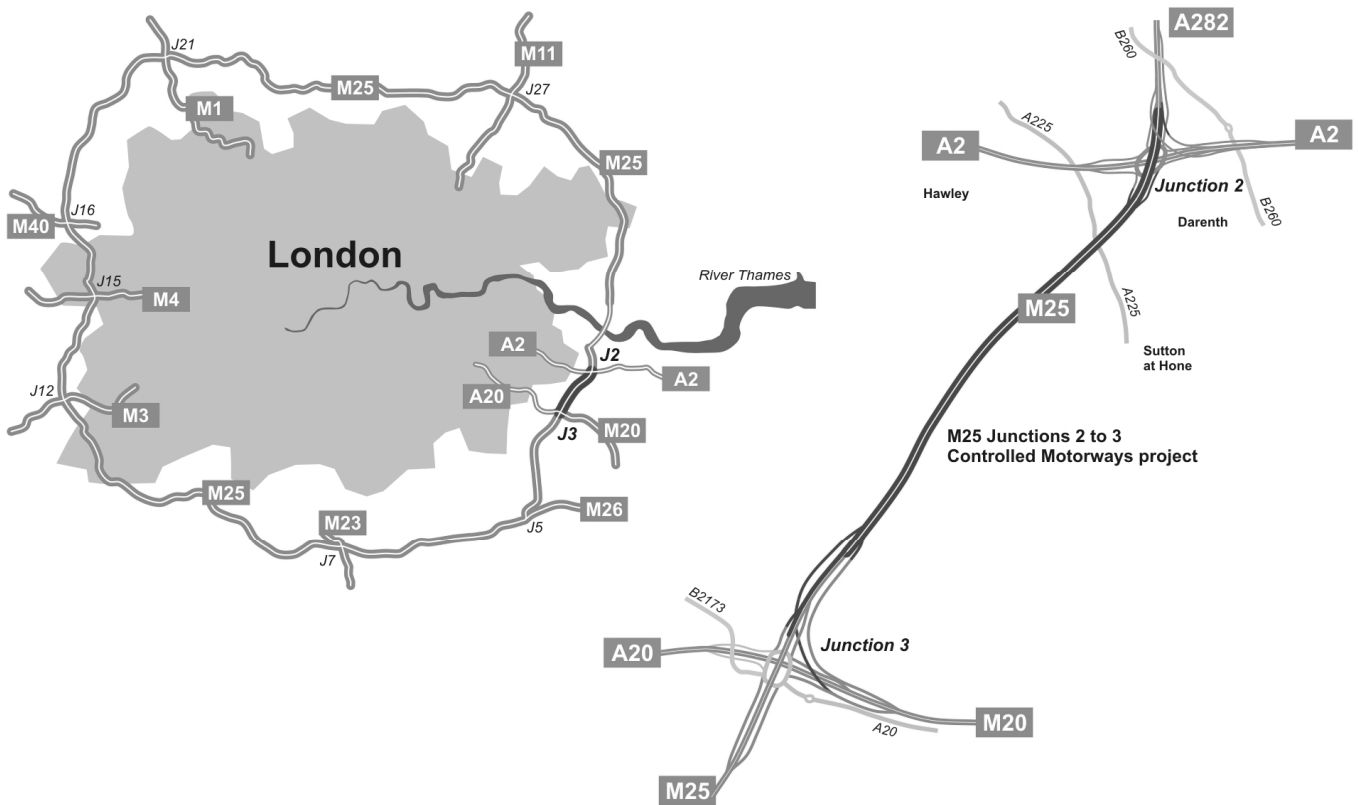 J21
M11
M25
J27
M1
M25
J16
M40
London
J15
M4
River Thames
A2
J2
A2
J12
A20
M3
J3
M20
M25
M26
M23
J5
J7
A282
B260
A225
A2
A2
Junction 2
Hawley
B260
Darenth
A225
M25
Sutton
at Hone
M25 Junctions 2 to 3
Controlled Motorways project
B2173
A20
Junction 3
A20
M20
M25